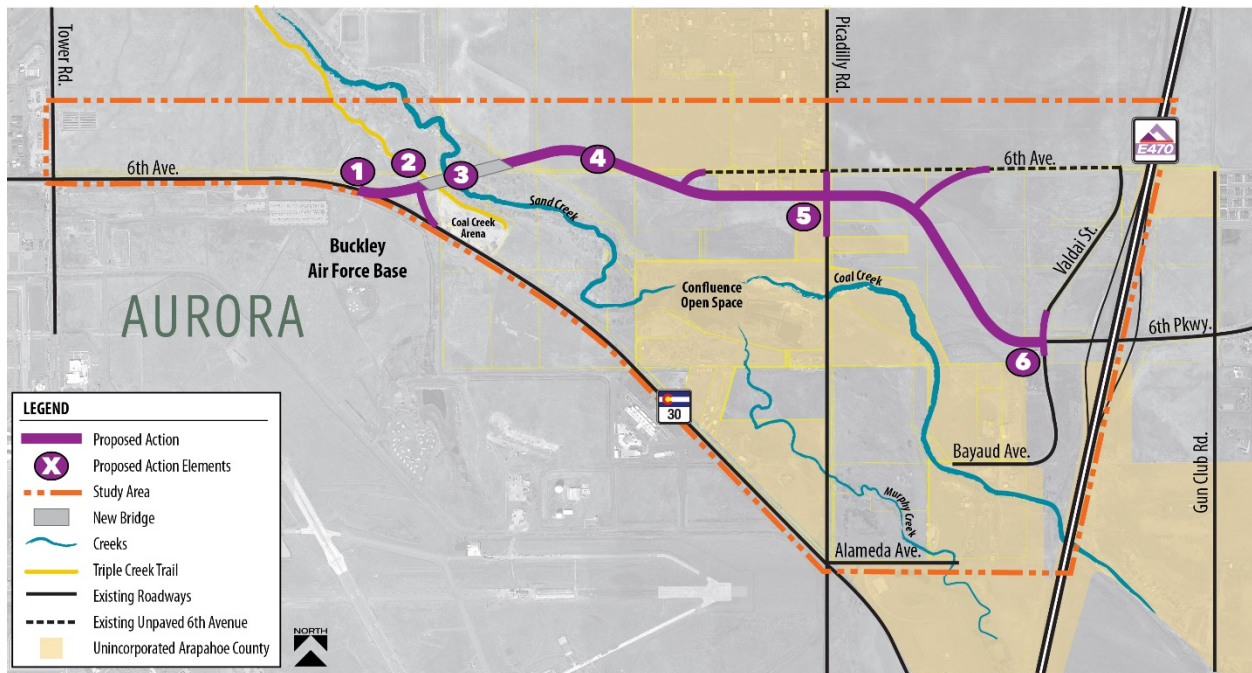 Tower Rd.
Picadilly Rd.
E470
6th Ave.
1
2
3
4
6th Ave.
5
Sand Creek
Coal Creek
Arena
Buckley
Air Force Base
Valdai St.
Confluence
Open Space
Coal Creek
AURORA
6th Pkwy.
6
30
Bayaud Ave.
Gun Club Rd.
Murphy Creek
Alameda Ave.
LEGEND
Proposed Action
X
Proposed Action Elements
Study Area
New Bridge
Creeks
Triple Creek Trail
Existing Roadways
Existing Unpaved 6th Avenue
Unincorporated Arapahoe County
NORTH